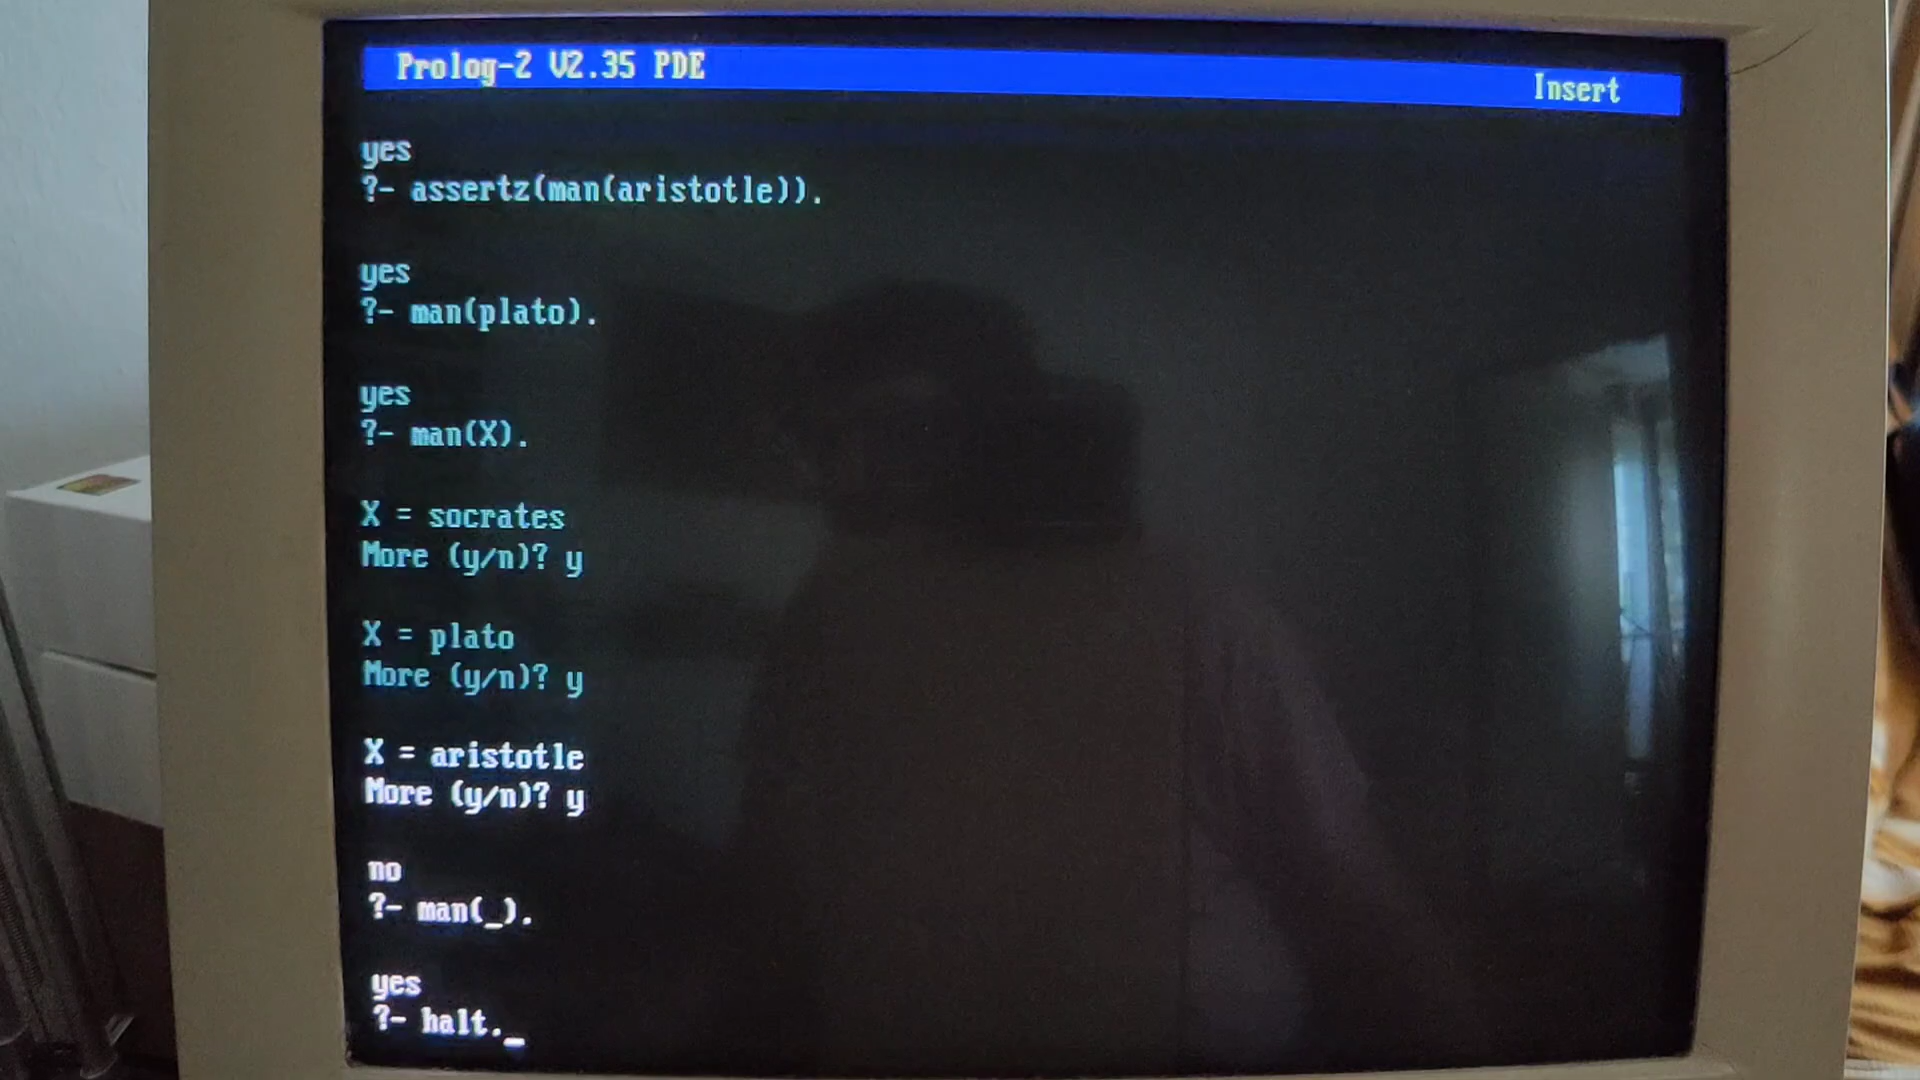 Prolog-2 V2.35 PDE
Insert
yes
?- assertz(man(aristotle)).
yes
?- man(plato).
yes
?- man(X).
X = socrates
More (y/n)? y
X = plato
More (y/n)? y
X = aristotle
More (y/n)? y
no
?- man(_).
yes
?- halt._